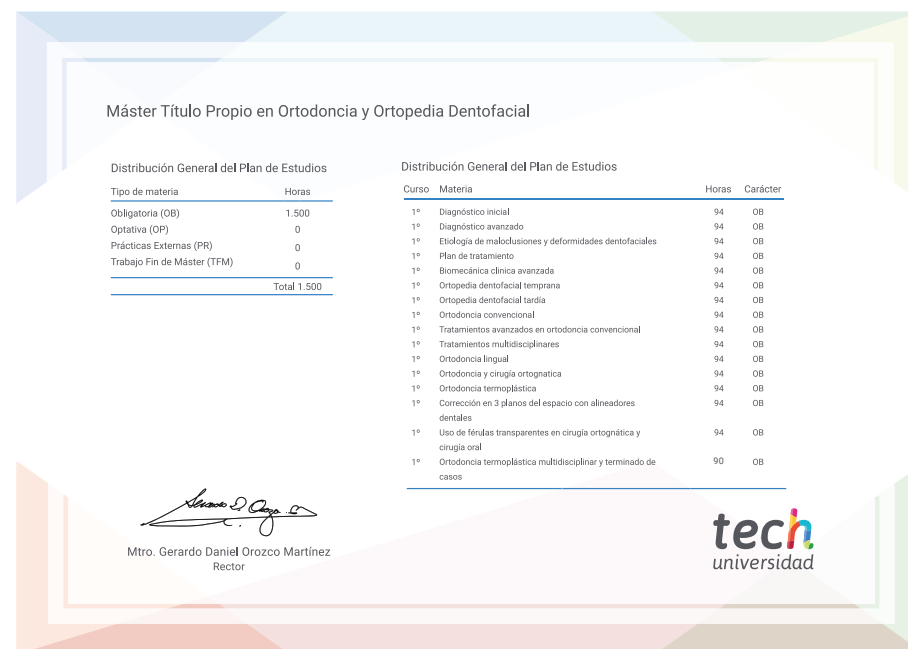 Máster Título Propio en Ortodoncia y Ortopedia Dentofacial
Distribución General del Plan de Estudios
Tipo de materia Horas
Obligatoria (OB) 1.500
Optativa (OP) 0
Prácticas Externas (PR) 0
Trabajo Fin de Máster (TFM) 0
Total 1.500
Distribución General del Plan de Estudios
Curso Materia Horas Carácter
1º Diagnóstico inicial 94 OB
1º Diagnóstico avanzado 94 OB
1º Etiología de maloclusiones y deformidades dentofaciales 94 OB
1º Plan de tratamiento 94 OB
1º Biomecánica clinica avanzada 94 OB
1º Ortopedia dentofacial temprana 94 OB
1º Ortopedia dentofacial tardía 94 OB
1º Ortodoncia convencional 94 OB
1º Tratamientos avanzados en ortodoncia convencional 94 OB
1º Tratamientos multidisciplinares 94 OB
1º Ortodoncia lingual 94 OB
1º Ortodoncia y cirugía ortognatica 94 OB
1º Ortodoncia termoplástica 94 OB
1º Corrección en 3 planos del espacio con alineadores 94 OB
dentales
1º Uso de férulas transparentes en cirugía ortognática y 94 OB
cirugía oral
1º Ortodoncia termoplástica multidisciplinar y terminado de 90 OB
casos
Mtro. Gerardo Daniel Orozco Martínez
Rector
tech
universidad